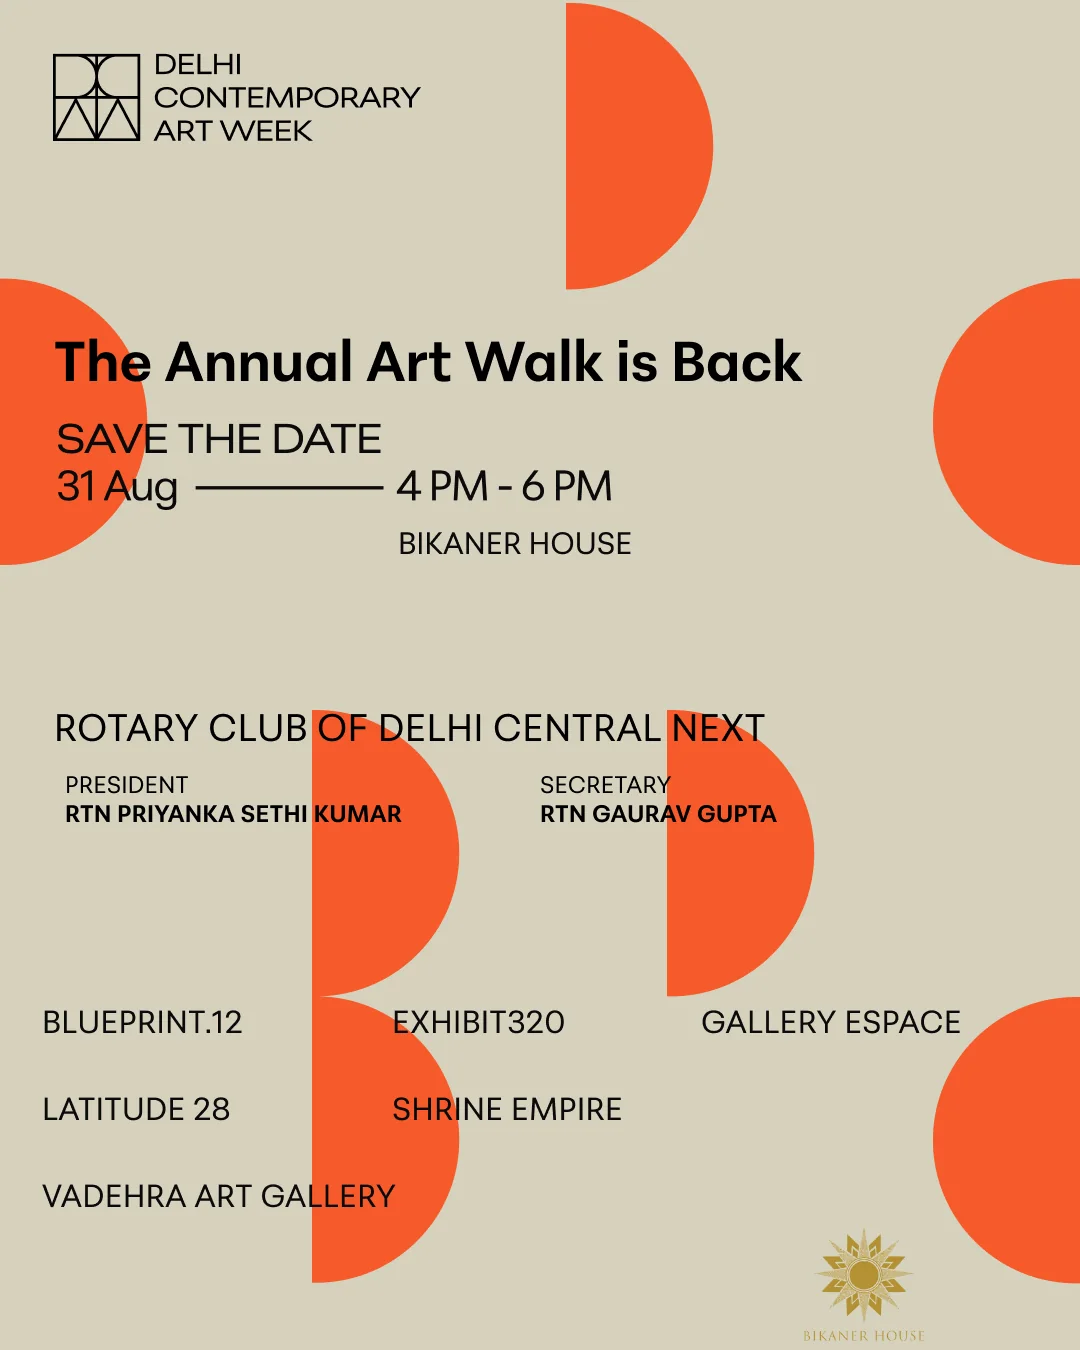 DELHI
CONTEMPORARY
ART WEEK
The Annual Art Walk is Back
SAVE THE DATE
31 Aug — 4 PM - 6 PM
BIKANER HOUSE
ROTARY CLUB OF DELHI CENTRAL NEXT
PRESIDENT SECRETARY
RTN PRIYANKA SETHI KUMAR RTN GAURAV GUPTA
BLUEPRINT.12 EXHIBIT320 GALLERY ESPACE
LATITUDE 28 SHRINE EMPIRE
VADEHRA ART GALLERY
BIKANER HOUSE